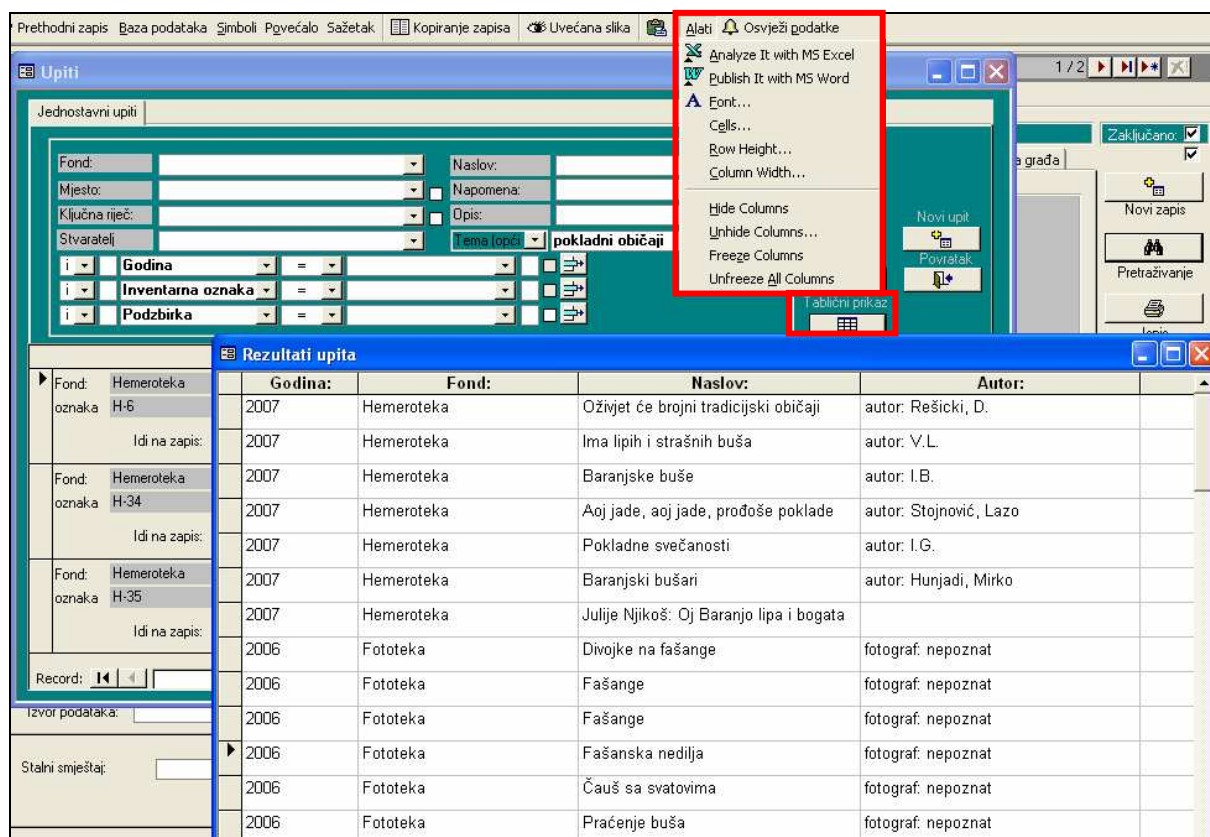 Prethodni zapis Baza podataka Simboli Povećalo Sažetak Kopiranje zapisa Uvećana slika Alati Osvježi podatke
Analyze It with MS Excel
Publish It with MS Word
Font...
Cells...
Row Height...
Column Width...
Hide Columns
Unhide Columns...
Freeze Columns
Unfreeze All Columns
Upiti
1 / 2
Jednostavni upiti
Zaključano:
a građa
Fond:
Naslov:
Mjesto:
Napomena:
Ključna riječ:
Opis:
Stvaratelj
Tema (opći
pokladni običaji
i Godina =
i Inventarna oznaka =
i Podzbirka =
Novi upit
Povratak
Tablični prikaz
Novi zapis
Pretraživanje
Rezultati upita
Godina: Fond: Naslov: Autor:
2007 Hemeroteka Oživjet će brojni tradicijski običaji autor: Rešicki, D.
2007 Hemeroteka Ima lipih i strašnih buša autor: V.L.
2007 Hemeroteka Baranjske buše autor: I.B.
2007 Hemeroteka Aoj jade, aoj jade, prođoše poklade autor: Stojnović, Lazo
2007 Hemeroteka Pokladne svečanosti autor: I.G.
2007 Hemeroteka Baranjski bušari autor: Hunjadi, Mirko
2007 Hemeroteka Julije Njikoš: Oj Baranjo lipa i bogata
2006 Fototeka Divojke na fašange fotograf: nepoznat
2006 Fototeka Fašange fotograf: nepoznat
2006 Fototeka Fašange fotograf: nepoznat
2006 Fototeka Fašanska nedilja fotograf: nepoznat
2006 Fototeka Čauš sa svatovima fotograf: nepoznat
2006 Fototeka Praćenje buša fotograf: nepoznat
Fond: Hemeroteka
oznaka H-6
Idi na zapis:
Fond: Hemeroteka
oznaka H-34
Idi na zapis:
Fond: Hemeroteka
oznaka H-35
Idi na zapis:
Record:
Izvor podataka:
Stalni smještaj: